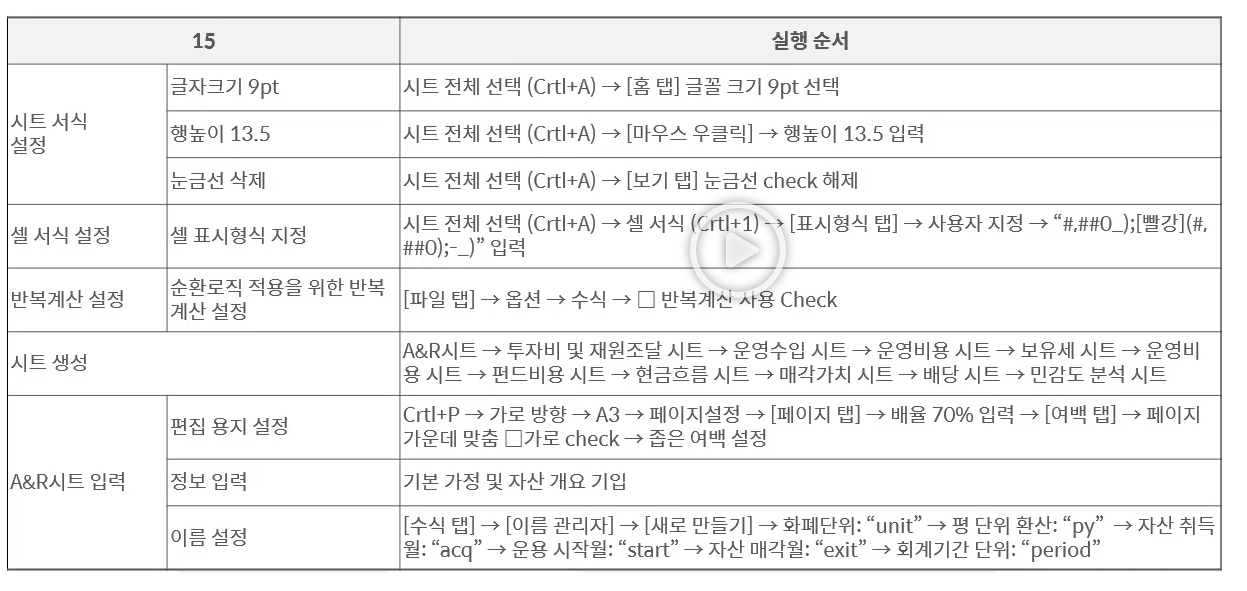 15
실행 순서
시트 서식
설정
글자크기 9pt
시트 전체 선택 (Crtl+A) → [홈 탭] 글꼴 크기 9pt 선택
행높이 13.5
시트 전체 선택 (Crtl+A) → [마우스 우클릭] → 행높이 13.5 입력
눈금선 삭제
시트 전체 선택 (Crtl+A) → [보기 탭] 눈금선 check 해제
셀 서식 설정
셀 표시형식 지정
시트 전체 선택 (Crtl+A) → 셀 서식 (Crtl+1) → [표시형식 탭] → 사용자 지정 → “#,##0_);[빨강](#,
##0);-_)” 입력
반복계산 설정
순환로직 적용을 위한 반복
계산 설정
[파일 탭] → 옵션 → 수식 → □ 반복계산 사용 Check
시트 생성
A&R시트 → 투자비 및 재원조달 시트 → 운영수입 시트 → 운영비용 시트 → 보유세 시트 → 운영비
용 시트 → 펀드비용 시트 → 현금흐름 시트 → 매각가치 시트 → 배당 시트 → 민감도 분석 시트
A&R시트 입력
편집 용지 설정
Crtl+P → 가로 방향 → A3 → 페이지설정 → [페이지 탭] → 배율 70% 입력 → [여백 탭] → 페이지
가운데 맞춤 □가로 check → 좁은 여백 설정
정보 입력
기본 가정 및 자산 개요 기입
이름 설정
[수식 탭] → [이름 관리자] → [새로 만들기] → 화폐단위: “unit” → 평 단위 환산: “py” → 자산 취득
월: “acq” → 운용 시작월: “start” → 자산 매각월: “exit” → 회계기간 단위: “period”